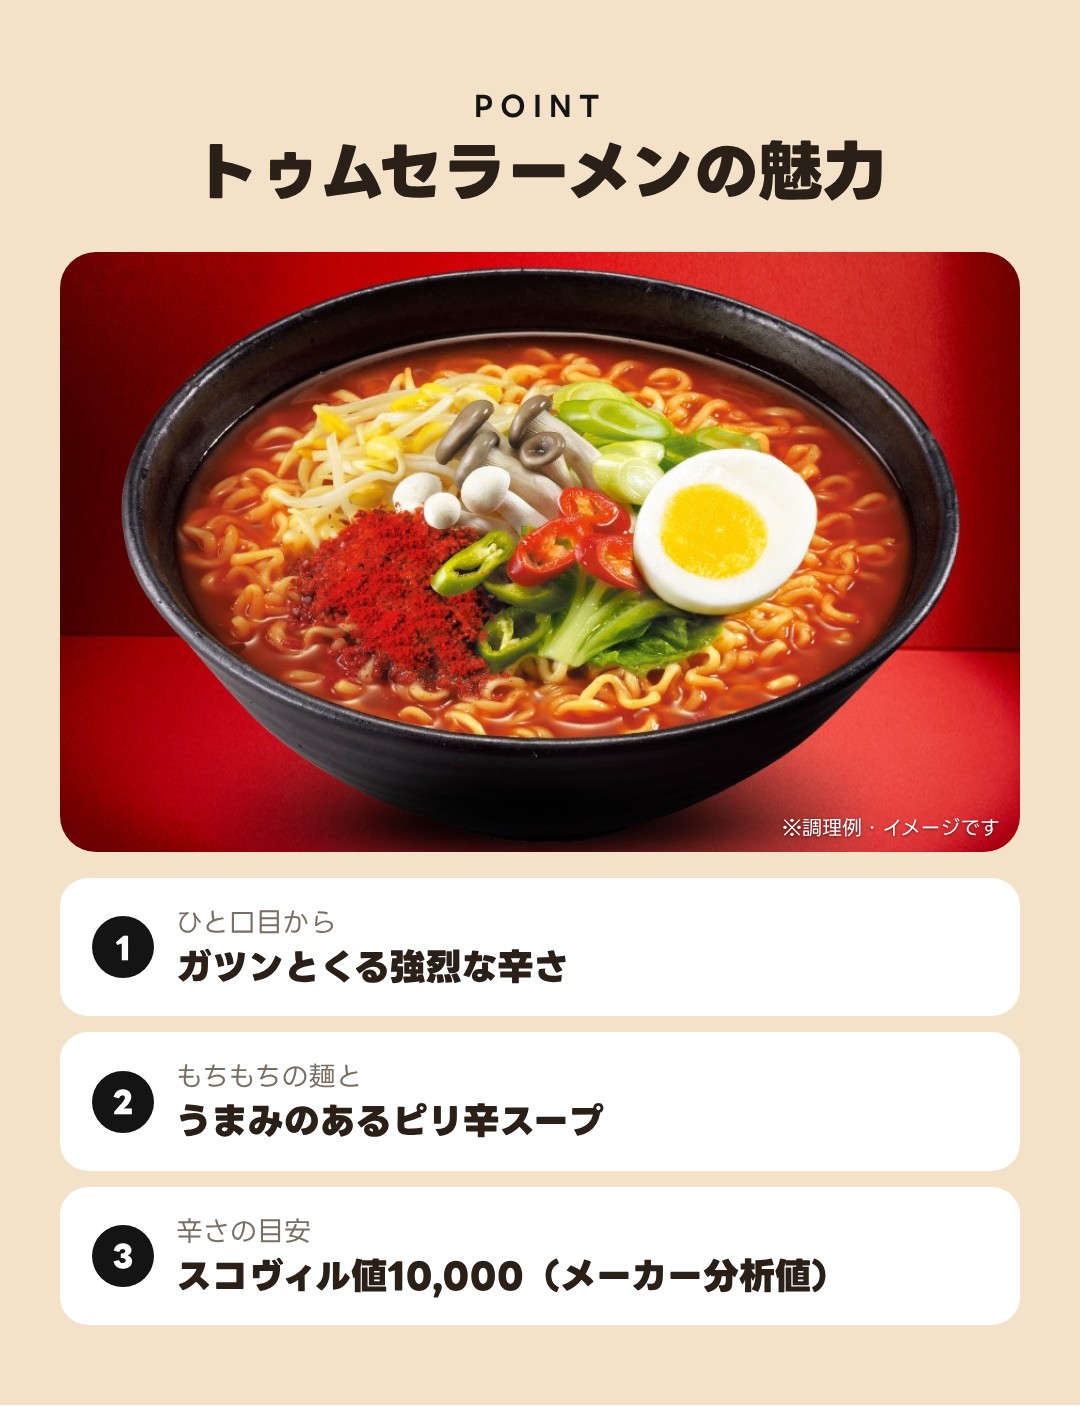 POINT
トゥムセラーメンの魅力
※調理例・イメージです
1
ひと口目から
ガツンとくる強烈な辛さ
2
もちもちの麺と
うまみのあるピリ辛スープ
3
辛さの目安
スコヴィル値10,000（メーカー分析値）